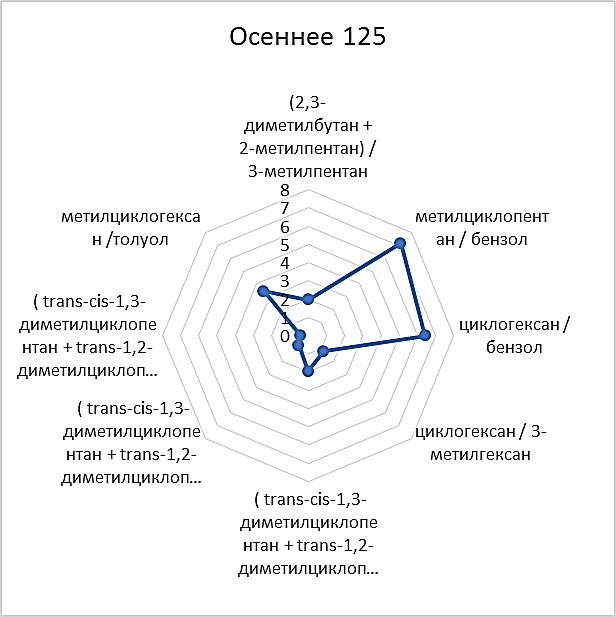 Осеннее 125
(2,3-
диметилбутан +
2-метилпентан) /
3-метилпентан
метилциклопент
ан / бензол
циклогексан /
бензол
циклогексан / 3-
метилгексан
( trans-cis-1,3-
диметилциклопе
нтан + trans-1,2-
диметилциклоп...
( trans-cis-1,3-
диметилциклопе
нтан + trans-1,2-
диметилциклоп...
( trans-cis-1,3-
диметилциклопе
нтан + trans-1,2-
диметилциклоп...
метилциклогекса
н /толуол
8
7
6
5
4
3
2
1
0